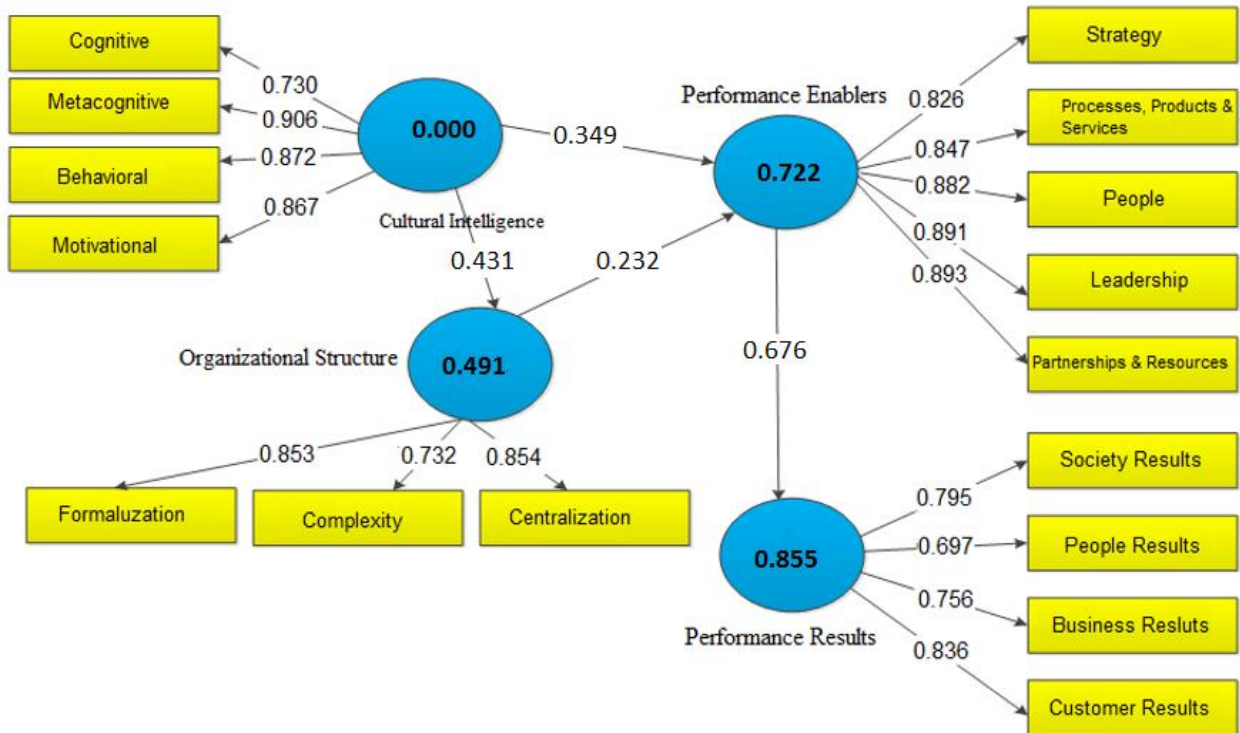 Cognitive
0.730
Metacognitive
0.906
Behavioral
0.872
Motivational
0.867
0.000
Cultural Intelligence
0.349
0.431
0.232
Performance Enablers
0.722
0.826
Strategy
0.847
Processes, Products &
Services
0.882
People
0.891
Leadership
0.893
Partnerships & Resources
Organizational Structure
0.491
0.676
0.853
0.732
0.854
Formaluzation
Complexity
Centralization
0.855
Performance Results
0.795
Society Results
0.697
People Results
0.756
Business Resluts
0.836
Customer Results